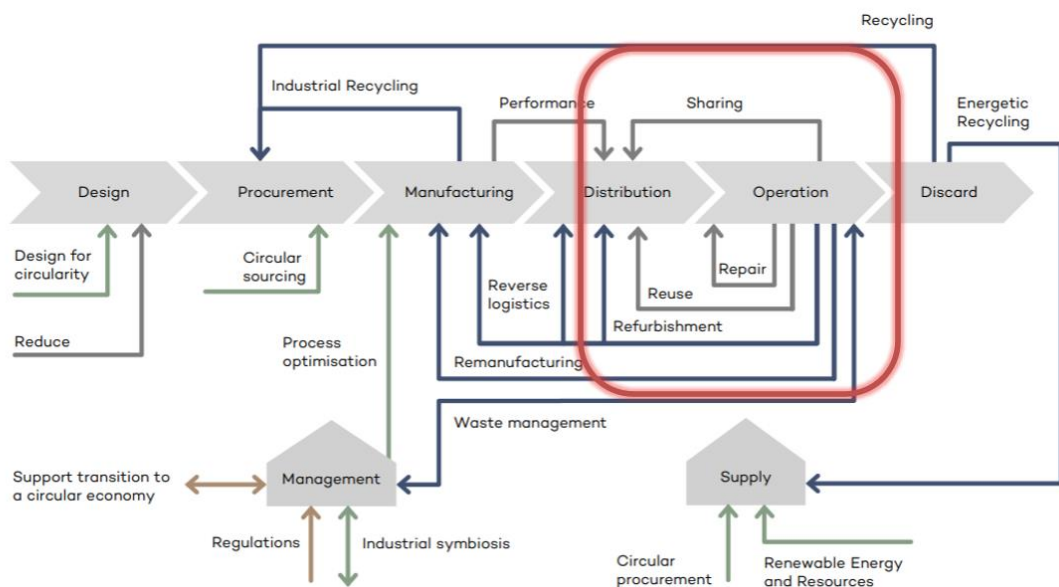 Recycling
Industrial Recycling
Performance
Sharing
Energetic
Recycling
Design
Procurement
Manufacturing
Distribution
Operation
Discard
Design for
circularity
Circular
sourcing
Reverse
logistics
Repair
Reuse
Reduce
Process
optimisation
Refurbishment
Remanufacturing
Waste management
Support transition to
a circular economy
Management
Supply
Regulations
Industrial symbiosis
Circular
procurement
Renewable Energy
and Resources